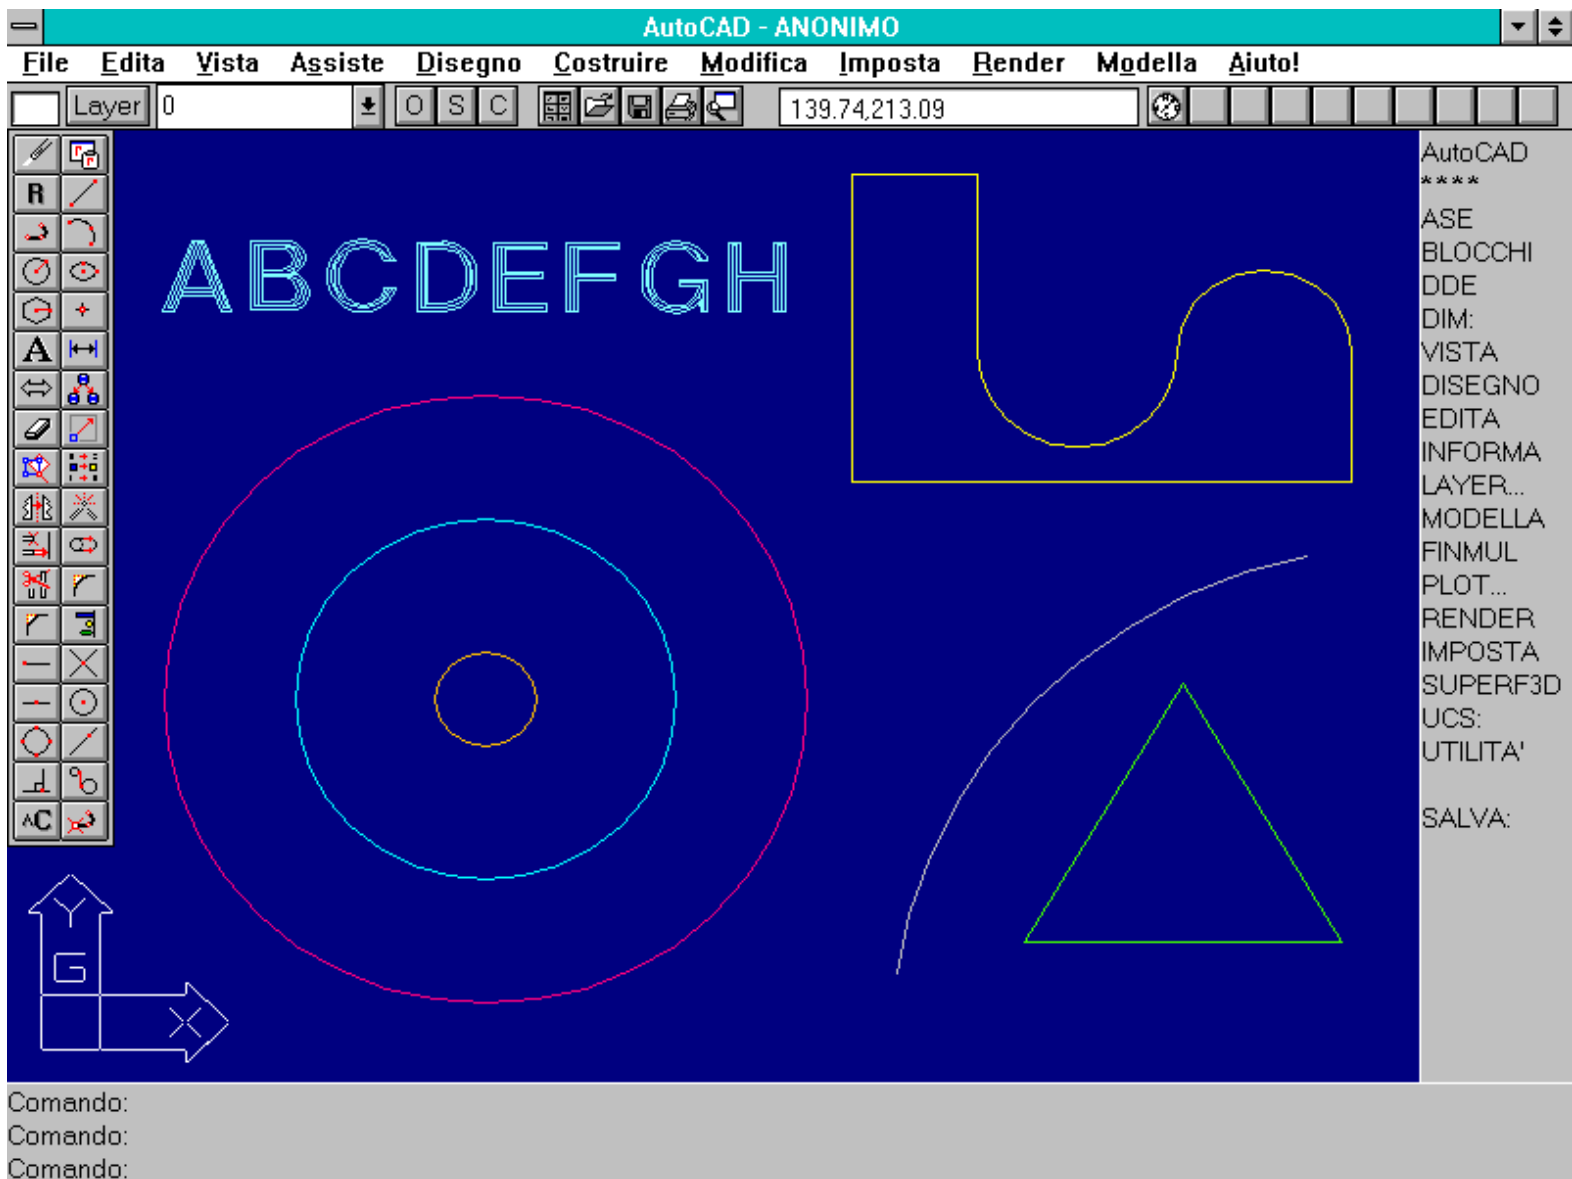 AutoCAD - ANONIMO
File Edita Vista Assiste Disegno Costruire Modifica Imposta Render Modella Aiuto!
Layer 0 O S C 139.74,213.09
R
A
^C
ABCDEFGH
Y
G
X
AutoCAD
* * * *
ASE
BLOCCHI
DDE
DIM:
VISTA
DISEGNO
EDITA
INFORMA
LAYER...
MODELLA
FINMUL
PLOT...
RENDER
IMPOSTA
SUPERF3D
UCS:
UTILITA'
SALVA:
Comando:
Comando:
Comando: